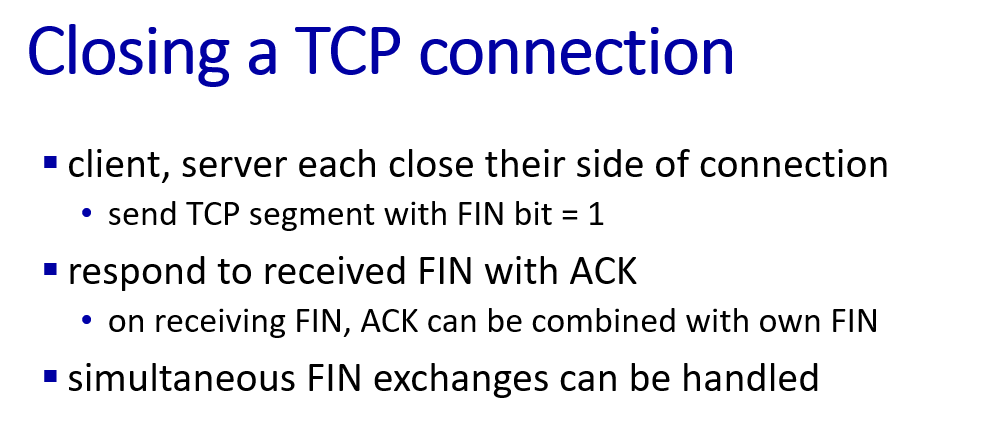 Closing a TCP connection
▪ client, server each close their side of connection
• send TCP segment with FIN bit = 1
▪ respond to received FIN with ACK
• on receiving FIN, ACK can be combined with own FIN
▪ simultaneous FIN exchanges can be handled